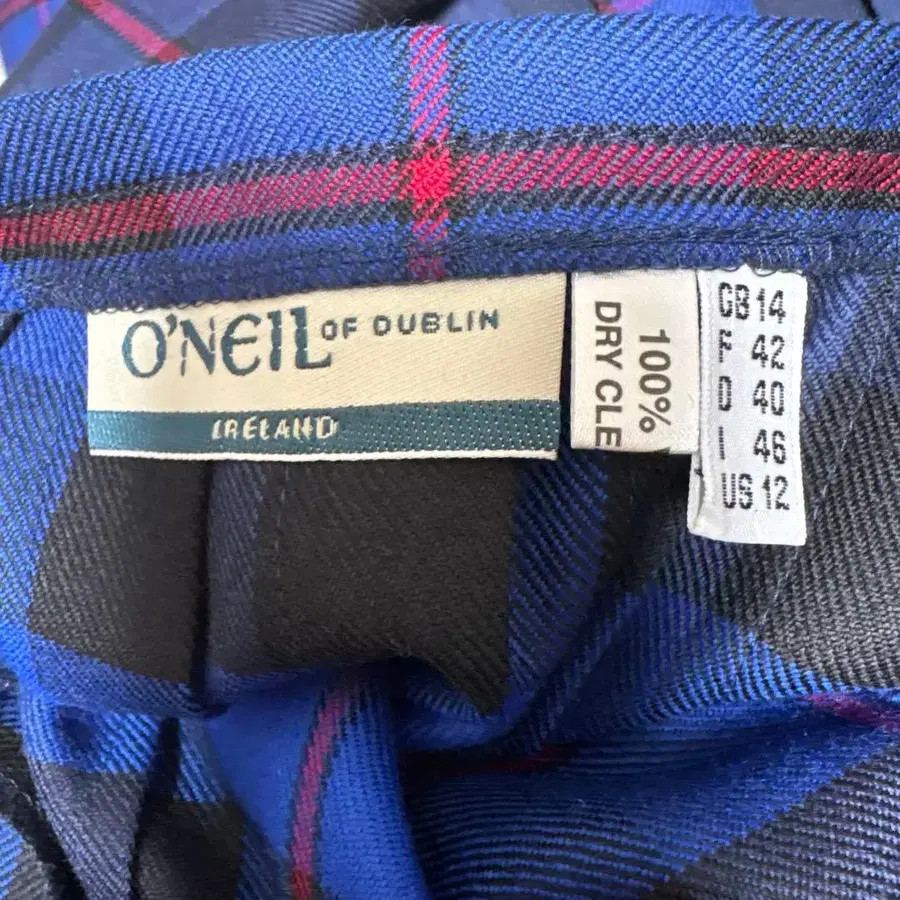 O'NEIL OF DUBLIN
IRELAND
100%
DRY CLE
GB 14
F 42
D 40
I 46
US 12